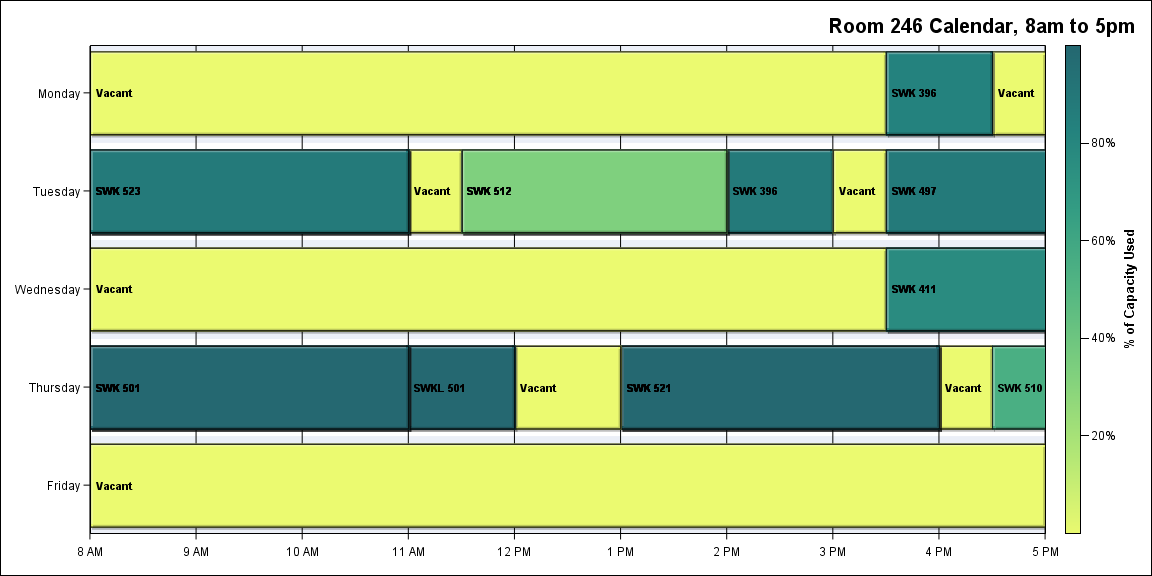 Room 246 Calendar, 8am to 5pm
Monday
Vacant
SWK 396
Vacant
Tuesday
SWK 523
Vacant
SWK 512
SWK 396
Vacant
SWK 497
Wednesday
Vacant
SWK 411
Thursday
SWK 501
SWKL 501
Vacant
SWK 521
Vacant
SWK 510
Friday
Vacant
8 AM
9 AM
10 AM
11 AM
12 PM
1 PM
2 PM
3 PM
4 PM
5 PM
80%
60%
40%
20%
% of Capacity Used